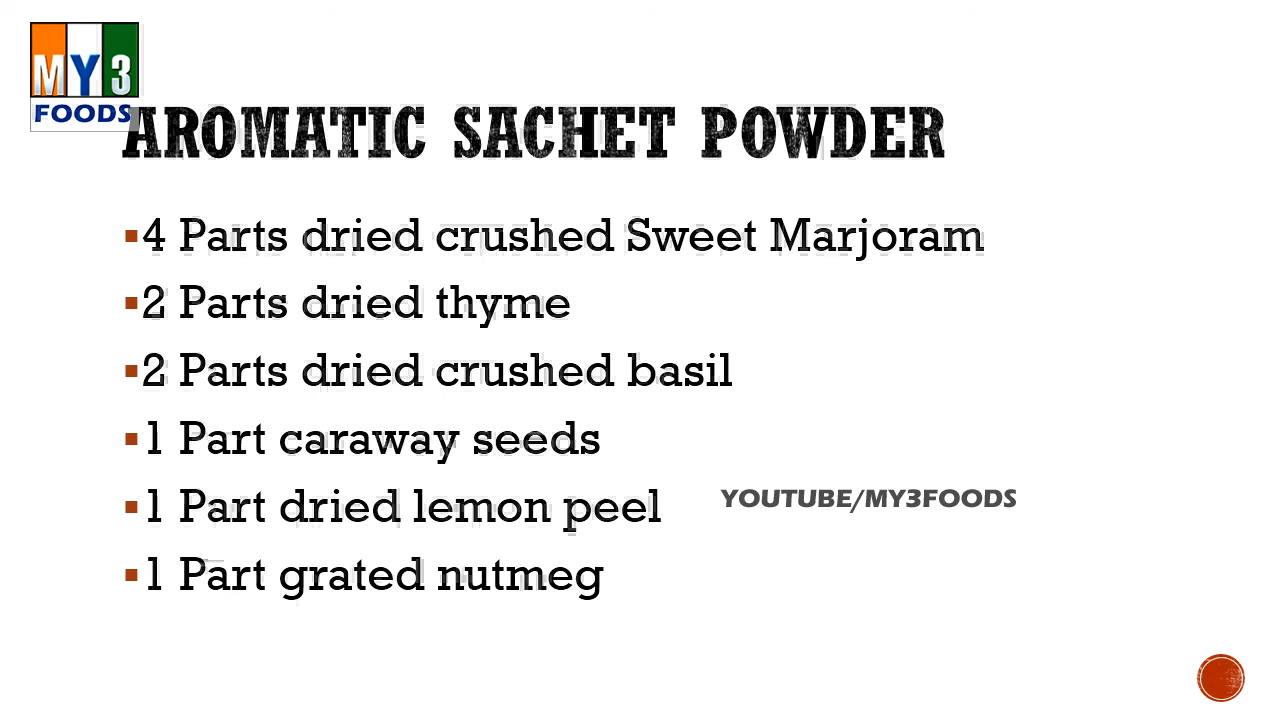 MY3
FOODS
AROMATIC SACHET POWDER
▪4 Parts dried crushed Sweet Marjoram
▪2 Parts dried thyme
▪2 Parts dried crushed basil
▪1 Part caraway seeds
▪1 Part dried lemon peel
YOUTUBE/MY3FOODS
▪1 Part grated nutmeg